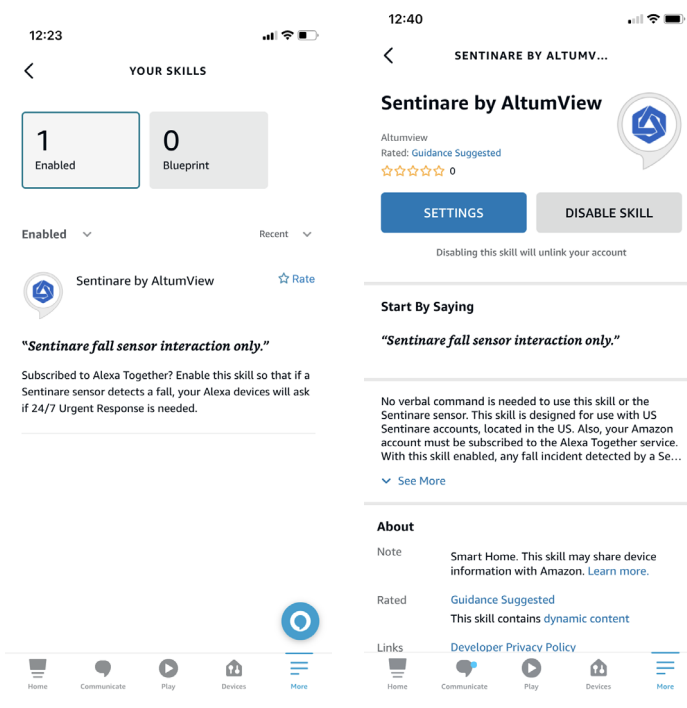 12:23
YOUR SKILLS
1
Enabled
0
Blueprint
Enabled
Recent
Sentinare by AltumView
Rate
"Sentinare fall sensor interaction only."
Subscribed to Alexa Together? Enable this skill so that if a
Sentinare sensor detects a fall, your Alexa devices will ask
if 24/7 Urgent Response is needed.
Home
Communicate
Play
Devices
More
12:40
SENTINARE BY ALTUMV...
Sentinare by AltumView
Altumview
Rated: Guidance Suggested
0
SETTINGS
DISABLE SKILL
Disabling this skill will unlink your account
Start By Saying
"Sentinare fall sensor interaction only."
No verbal command is needed to use this skill or the
Sentinare sensor. This skill is designed for use with US
Sentinare accounts, located in the US. Also, your Amazon
account must be subscribed to the Alexa Together service.
With this skill enabled, any fall incident detected by a Se...
See More
About
Note
Smart Home. This skill may share device
information with Amazon. Learn more.
Rated
Guidance Suggested
This skill contains dynamic content
Links
Developer Privacy Policy
Home
Communicate
Play
Devices
More